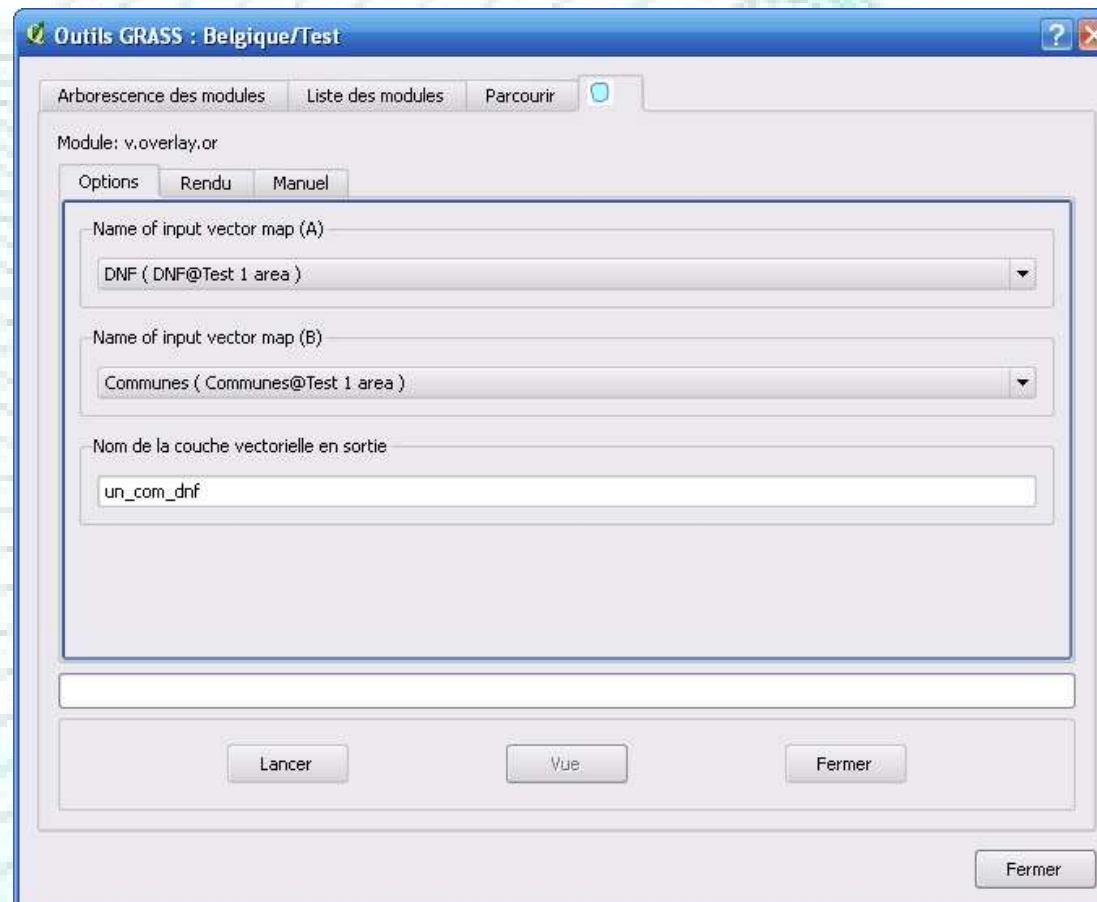 Outils GRASS : Belgique/Test
Arborescence des modules Liste des modules Parcourir
Module: v.overlay.or
Options Rendu Manuel
Name of input vector map (A)
DNF ( DNF@Test 1 area )
Name of input vector map (B)
Communes ( Communes@Test 1 area )
Nom de la couche vectorielle en sortie
un_com_dnf
Lancer Vue Fermer
Fermer